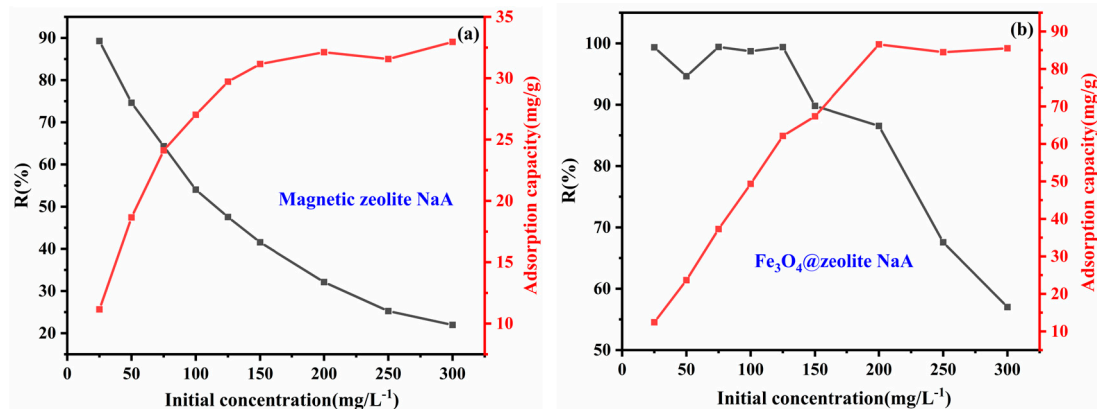 (a)
R(%)
90
80
70
60
50
40
30
20
35
30
25
20
15
10
Adsorption capacity(mg/g)
Magnetic zeolite NaA
0 50 100 150 200 250 300
Initial concentration(mg/L⁻¹)
(b)
R(%)
100
90
80
70
60
50
90
80
70
60
50
40
30
20
10
Adsorption capacity(mg/g)
Fe₃O₄@zeolite NaA
0 50 100 150 200 250 300
Initial concentration(mg/L⁻¹)